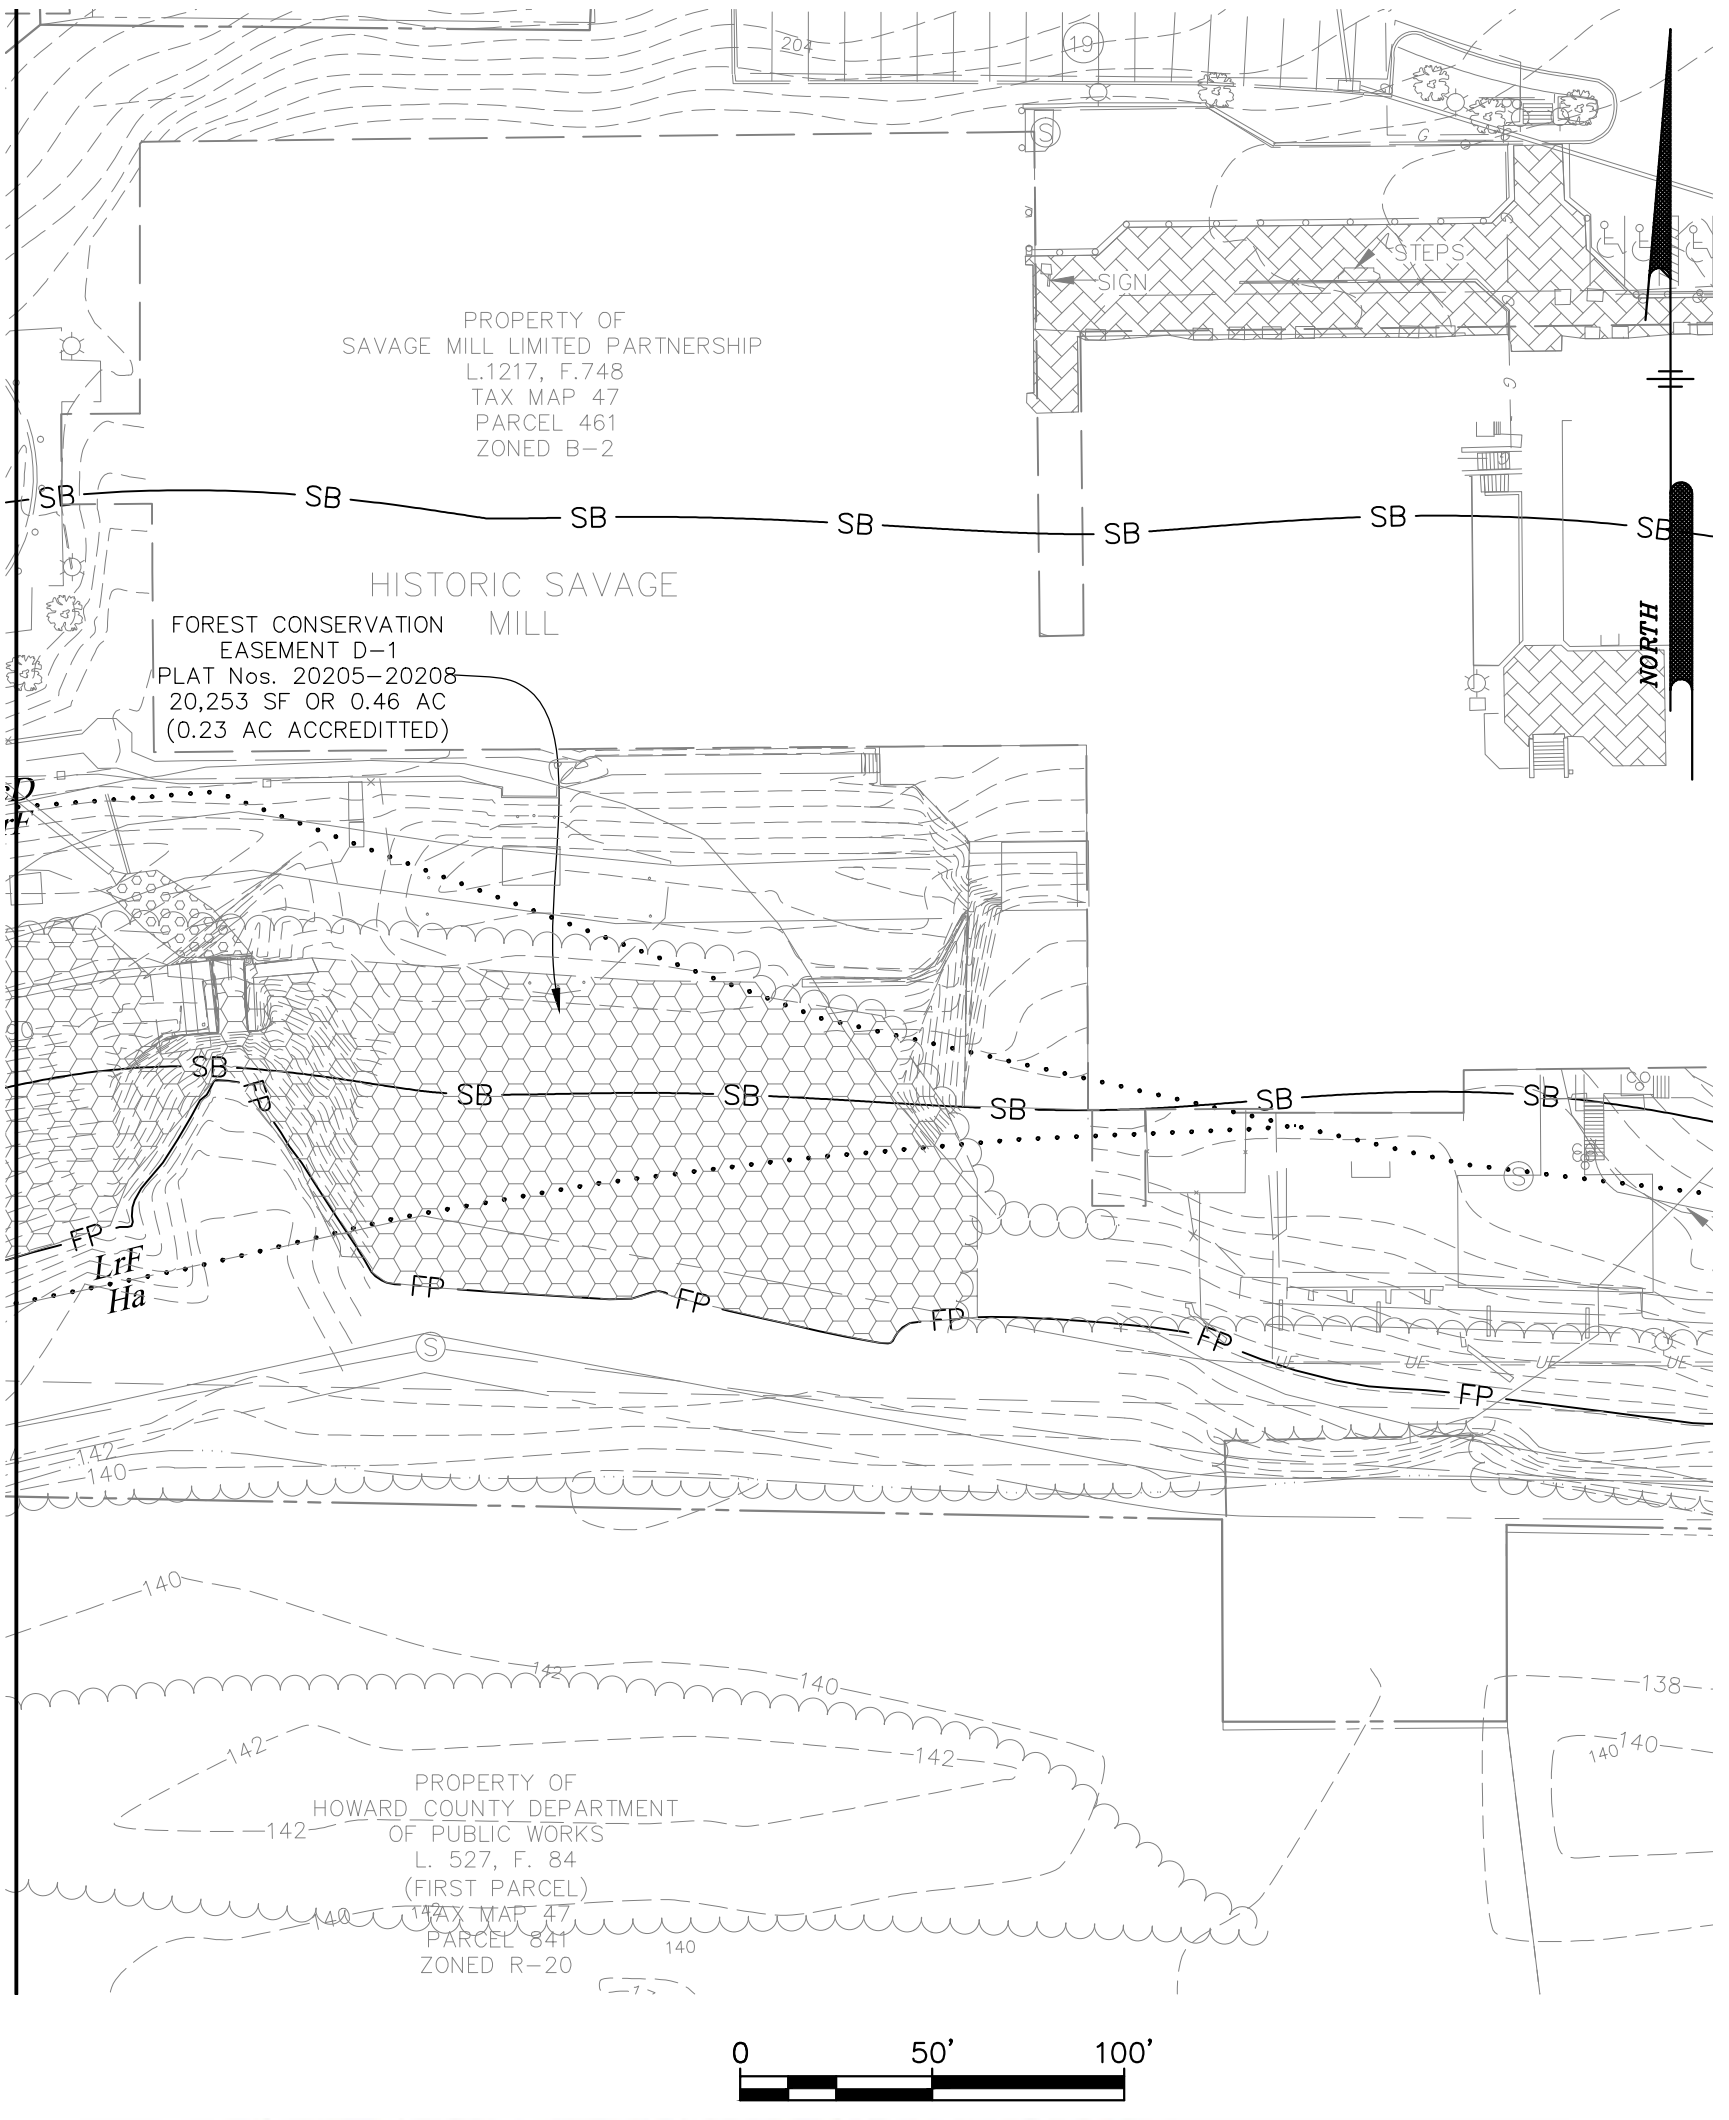 204
19
S
G
STEPS
SIGN
PROPERTY OF
SAVAGE MILL LIMITED PARTNERSHIP
L.1217, F.748
TAX MAP 47
PARCEL 461
ZONED B-2
G
SB
SB
SB
SB
SB
SB
SB
HISTORIC SAVAGE
MILL
NORTH
FOREST CONSERVATION
EASEMENT D-1
PLAT Nos. 20205-20208
20,253 SF OR 0.46 AC
(0.23 AC ACCREDITTED)
SB
SB
SB
SB
SB
SB
FP
S
FP
LrF
Ha
FP
FP
FP
FP
S
UE
UE
UE
UE
FP
142
140
140
142
140
138
142
142
140
140
PROPERTY OF
HOWARD COUNTY DEPARTMENT
142
OF PUBLIC WORKS
L. 527, F. 84
(FIRST PARCEL)
140
142
TAX MAP 47
PARCEL 841
140
ZONED R-20
0
50'
100'